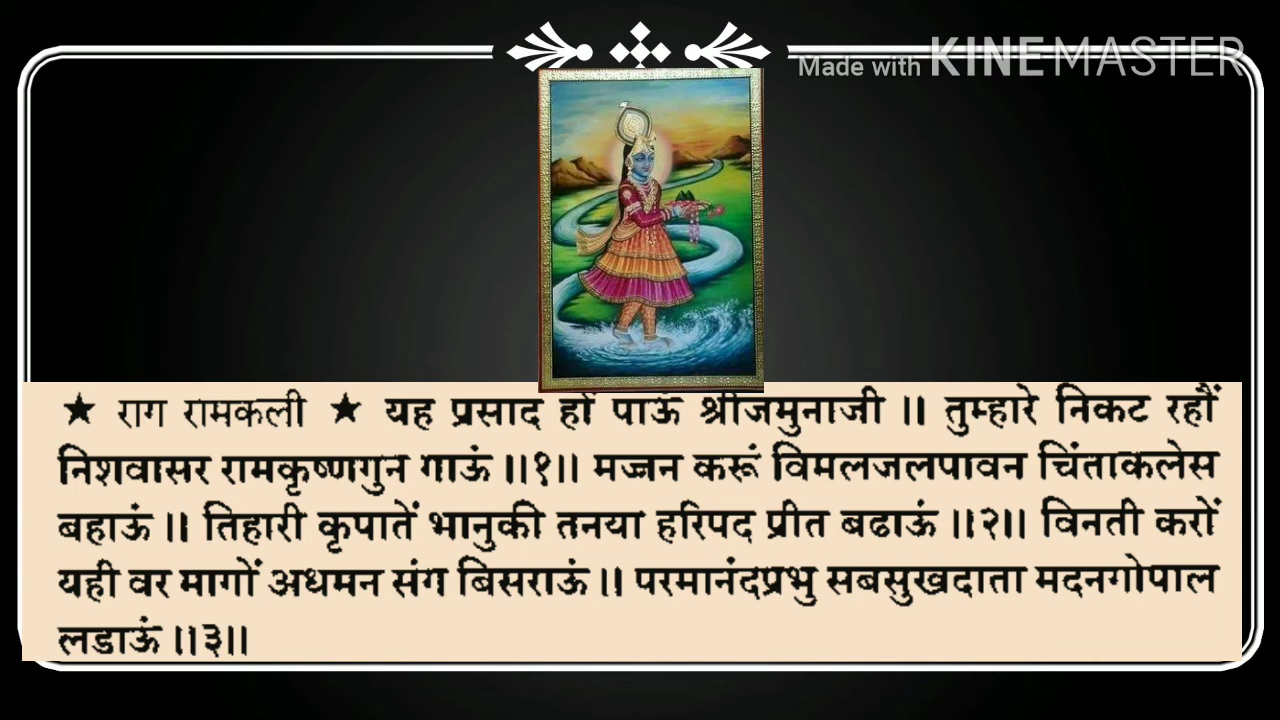 Made with KINEMASTER
★ राग रामकली ★ यह प्रसाद हों पाऊं श्रीजमुनाजी ॥ तुम्हारे निकट रहौं
निशवासर रामकृष्णगुन गाऊं ॥१॥ मज्जन करूं विमलजलपावन चिंताकलेस
बहाऊं ॥ तिहारी कृपातें भानुकी तनया हरिपद प्रीत बढाऊं ॥२॥ विनती करों
यही वर मागों अधमन संग बिसराऊं ॥ परमानंदप्रभु सबसुखदाता मदनगोपाल
लडाऊं ॥३॥